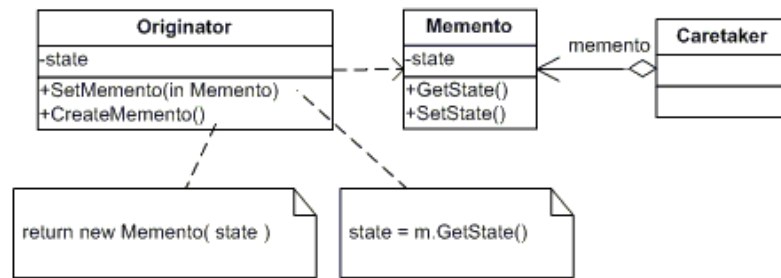 Originator
-state
+SetMemento(in Memento)
+CreateMemento()
Memento
-state
+GetState()
+SetState()
memento
Caretaker
return new Memento( state )
state = m.GetState()